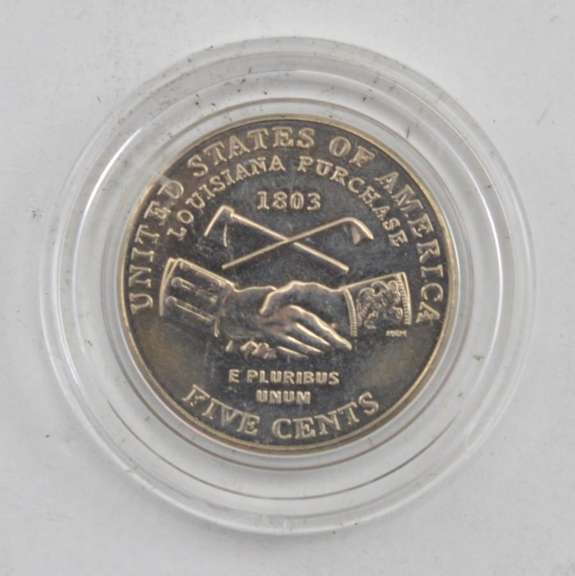 UNITED STATES OF AMERICA
LOUISIANA PURCHASE
1803
E PLURIBUS
UNUM
FIVE CENTS